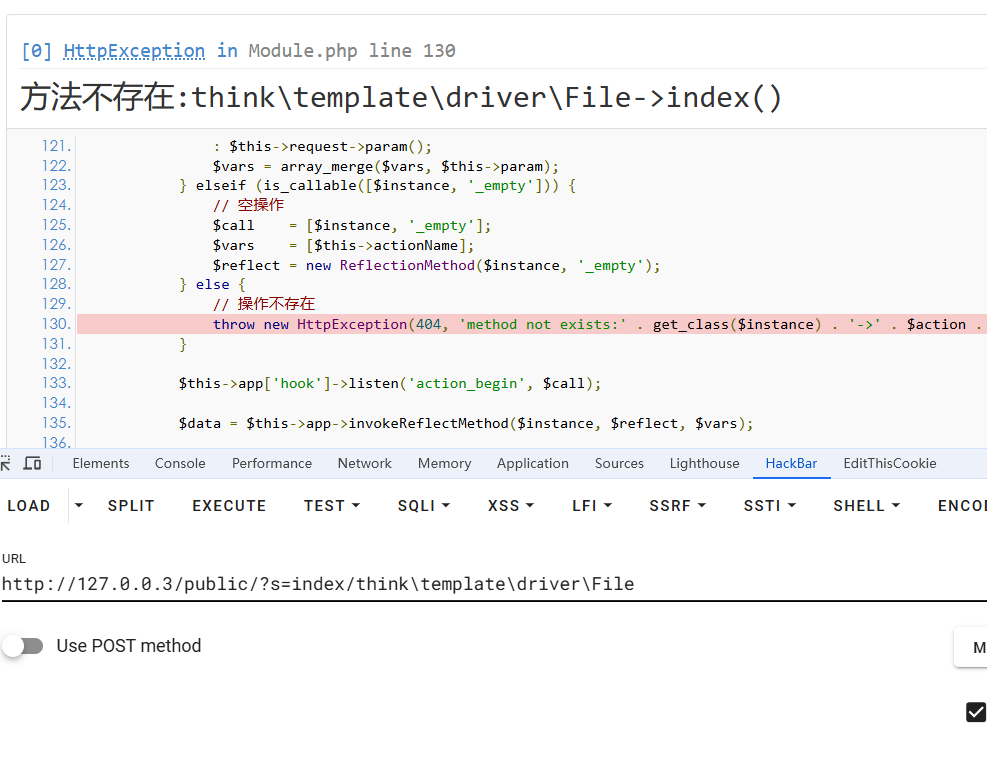 [0] HttpException in Module.php line 130
方法不存在:think\template\driver\File->index()
121. : $this->request->param();
122. $vars = array_merge($vars, $this->param);
123. } elseif (is_callable([$instance, '_empty'])) {
124. // 空操作
125. $call    = [$instance, '_empty'];
126. $vars    = [$this->actionName];
127. $reflect = new ReflectionMethod($instance, '_empty');
128. } else {
129. // 操作不存在
130. throw new HttpException(404, 'method not exists:' . get_class($instance) . '->' . $action .
131. }
132.
133. $this->app['hook']->listen('action_begin', $call);
134.
135. $data = $this->app->invokeReflectMethod($instance, $reflect, $vars);
136.
Elements Console Performance Network Memory Application Sources Lighthouse HackBar EditThisCookie
LOAD SPLIT EXECUTE TEST SQLI XSS LFI SSRF SSTI SHELL ENCO
URL
http://127.0.0.3/public/?s=index/think\template\driver\File
Use POST method
M